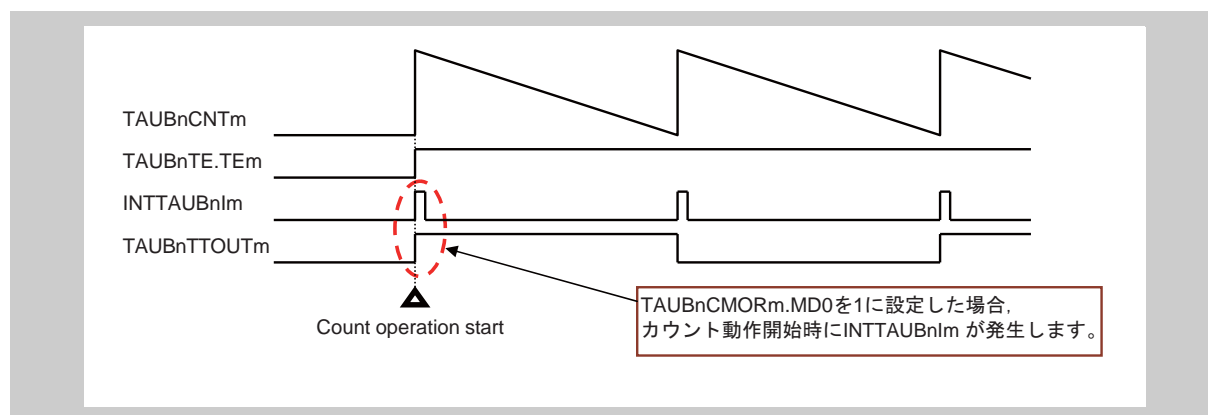 TAUBnCNTm
TAUBnTE.TEm
INTTAUBnIm
TAUBnTTOUTm
Count operation start
TAUBnCMORm.MD0を1に設定した場合,
カウント動作開始時にINTTAUBnIm が発生します。